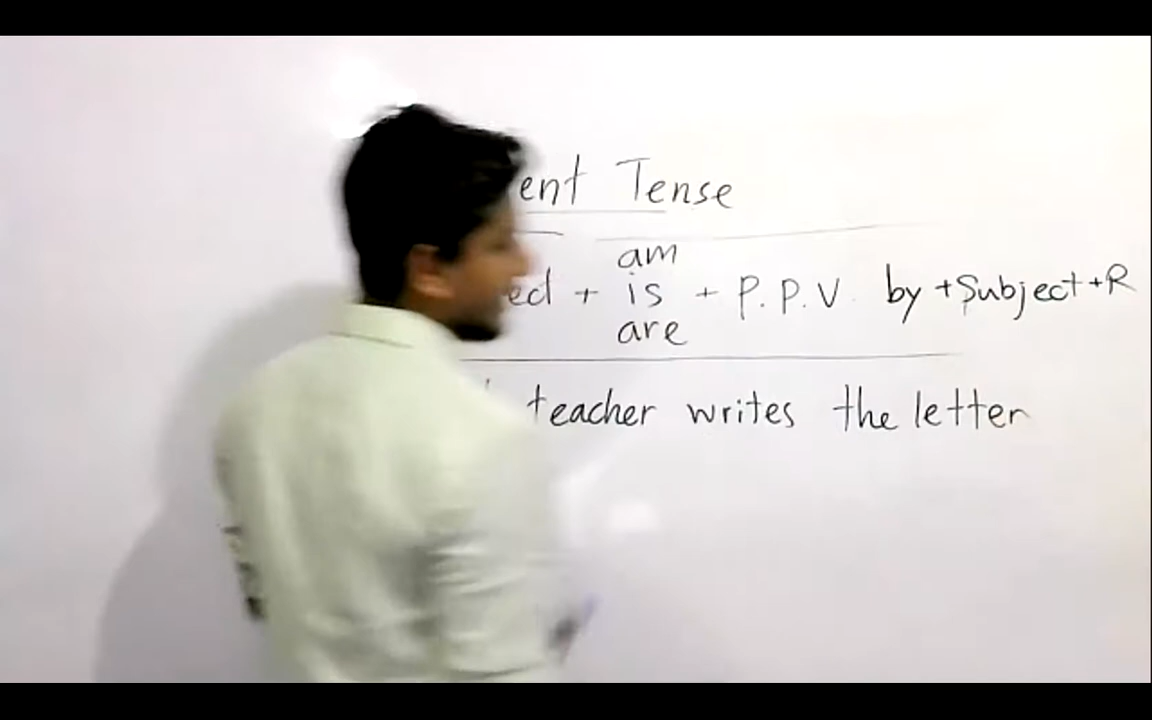 ent Tense
am
ed + is + P.P.V by + Subject + R
are
teacher writes the letter